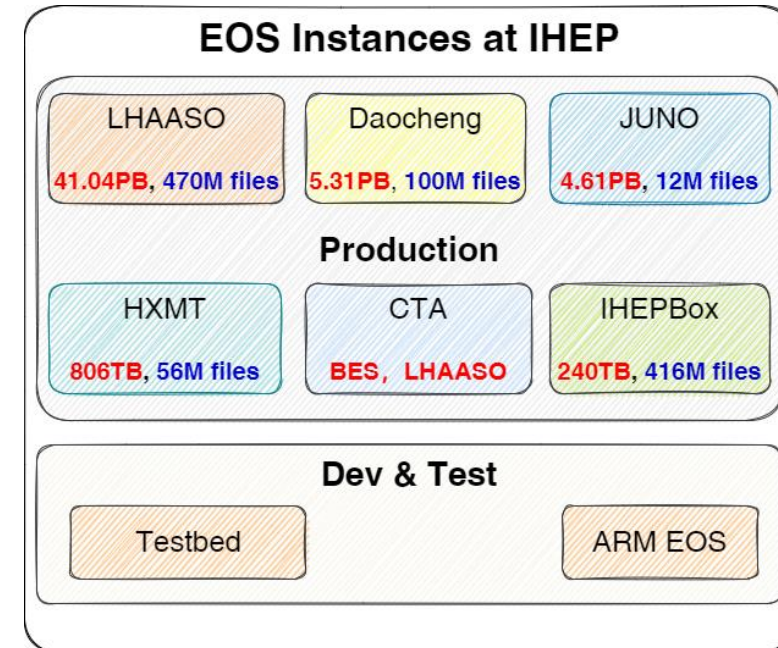 EOS Instances at IHEP
LHAASO
41.04PB, 470M files
Daocheng
5.31PB, 100M files
JUNO
4.61PB, 12M files
Production
HXMT
806TB, 56M files
CTA
BES, LHAASO
IHEPBox
240TB, 416M files
Dev & Test
Testbed
ARM EOS